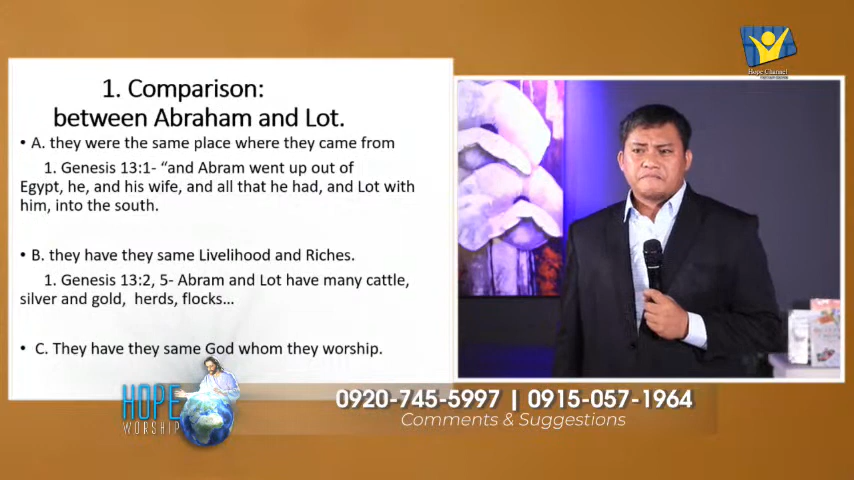 Hope Channel
1. Comparison:
between Abraham and Lot.
• A. they were the same place where they came from
1. Genesis 13:1- “and Abram went up out of
Egypt, he, and his wife, and all that he had, and Lot with
him, into the south.
• B. they have they same Livelihood and Riches.
1. Genesis 13:2, 5- Abram and Lot have many cattle,
silver and gold, herds, flocks...
• C. They have they same God whom they worship.
HOPE
WORSHIP
0920-745-5997 | 0915-057-1964
Comments & Suggestions